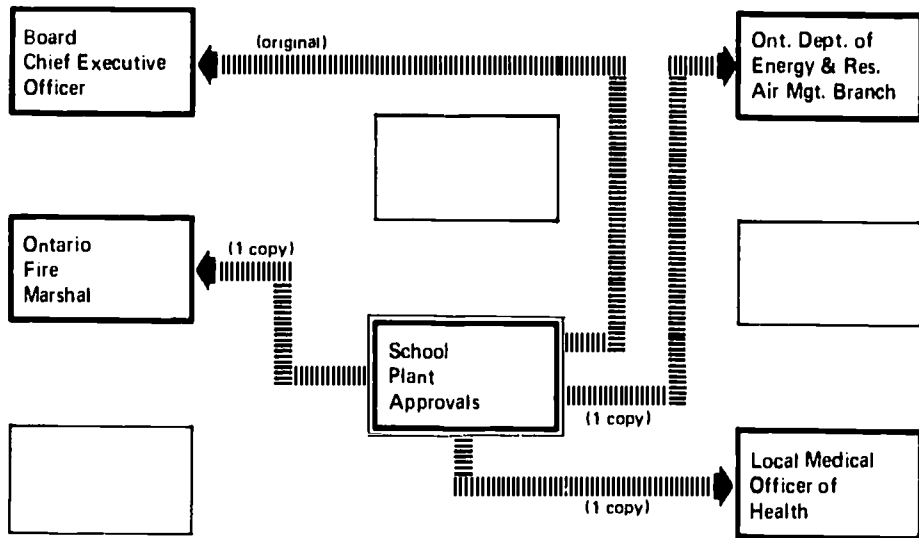 Board
Chief Executive
Officer
(original)
Ont. Dept. of
Energy & Res.
Air Mgt. Branch
Ontario
Fire
Marshal
(1 copy)
School
Plant
Approvals
(1 copy)
Local Medical
Officer of
Health
(1 copy)